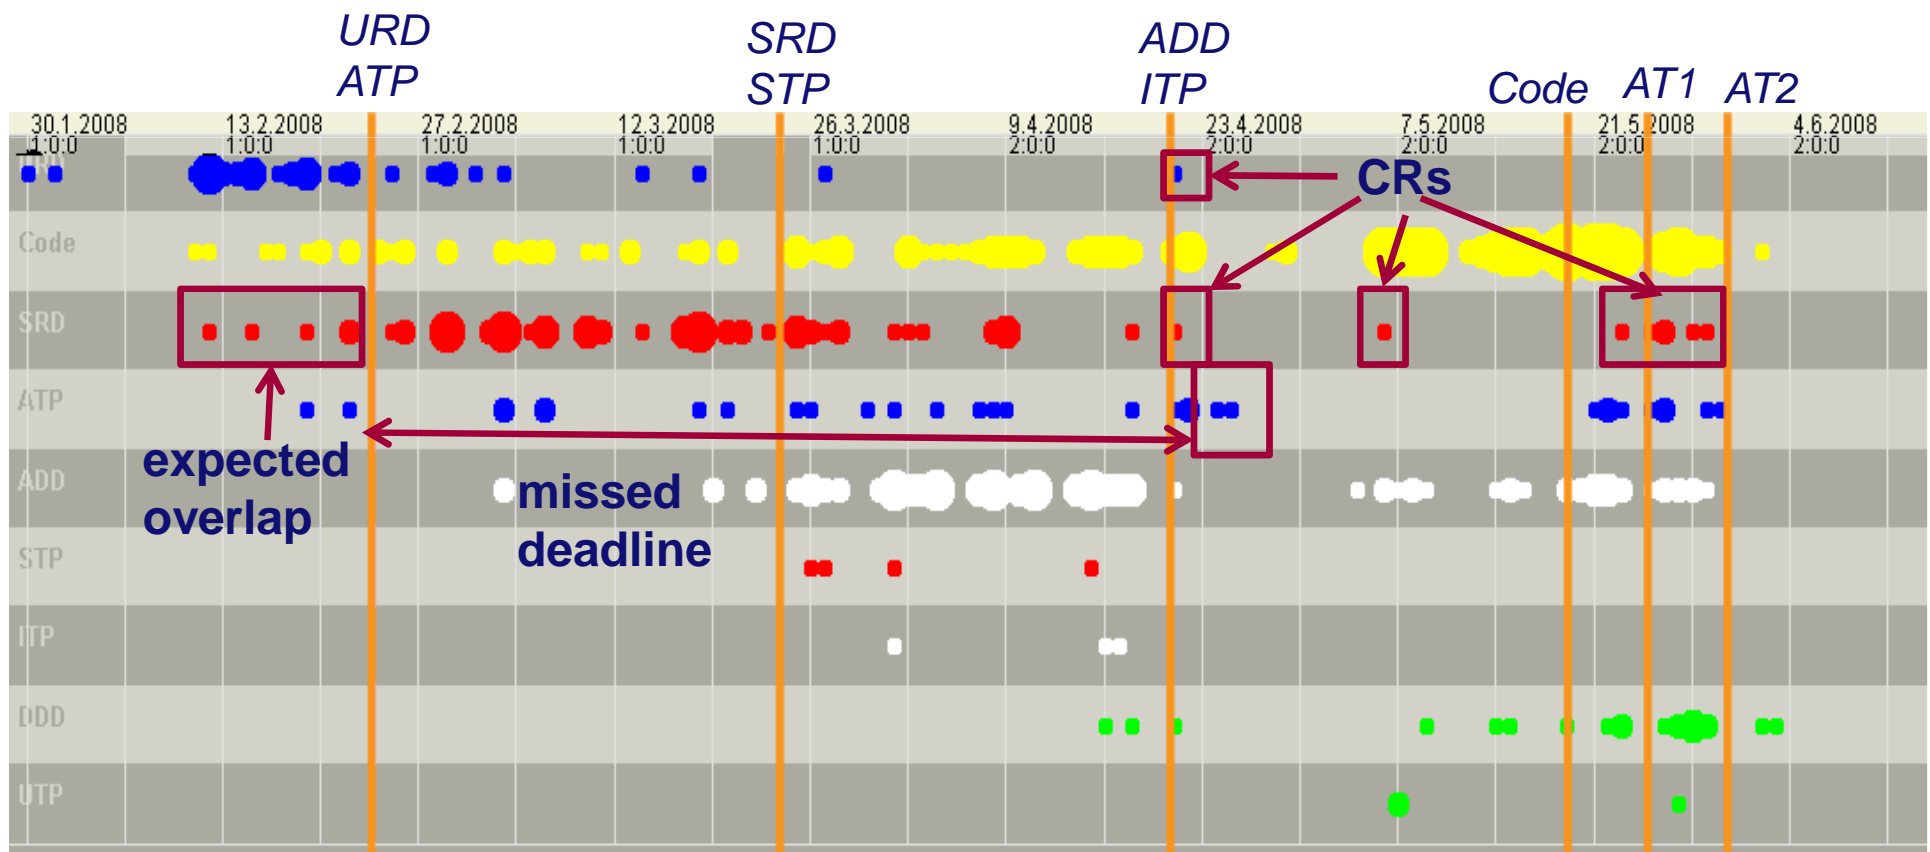 URD
ATP
SRD
STP
ADD
ITP
Code
AT1
AT2
30.1.2008 13.2.2008 27.2.2008 12.3.2008 26.3.2008 9.4.2008 23.4.2008 7.5.2008 21.5.2008 4.6.2008
1:0:0 1:0:0 1:0:0 1:0:0 1:0:0 2:0:0 2:0:0 2:0:0 2:0:0 2:0:0
URD
CRs
Code
SRD
ATP
expected
overlap
ADD
missed
deadline
STP
ITP
DDD
UTP